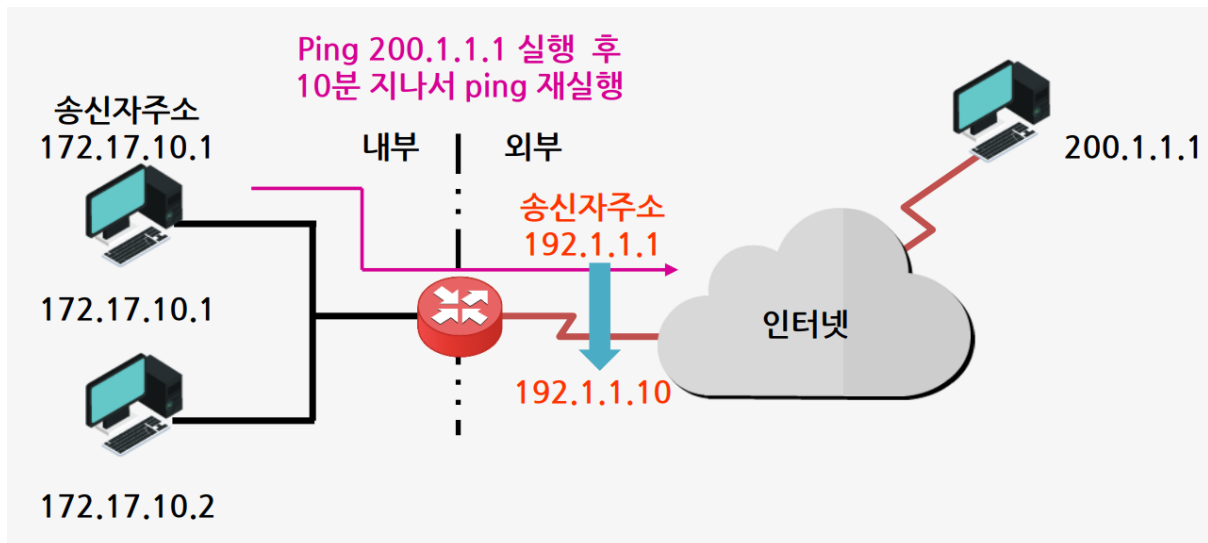 Ping 200.1.1.1 실행 후
10분 지나서 ping 재실행
송신자주소
172.17.10.1
내부
외부
200.1.1.1
송신자주소
192.1.1.1
172.17.10.1
인터넷
192.1.1.10
172.17.10.2